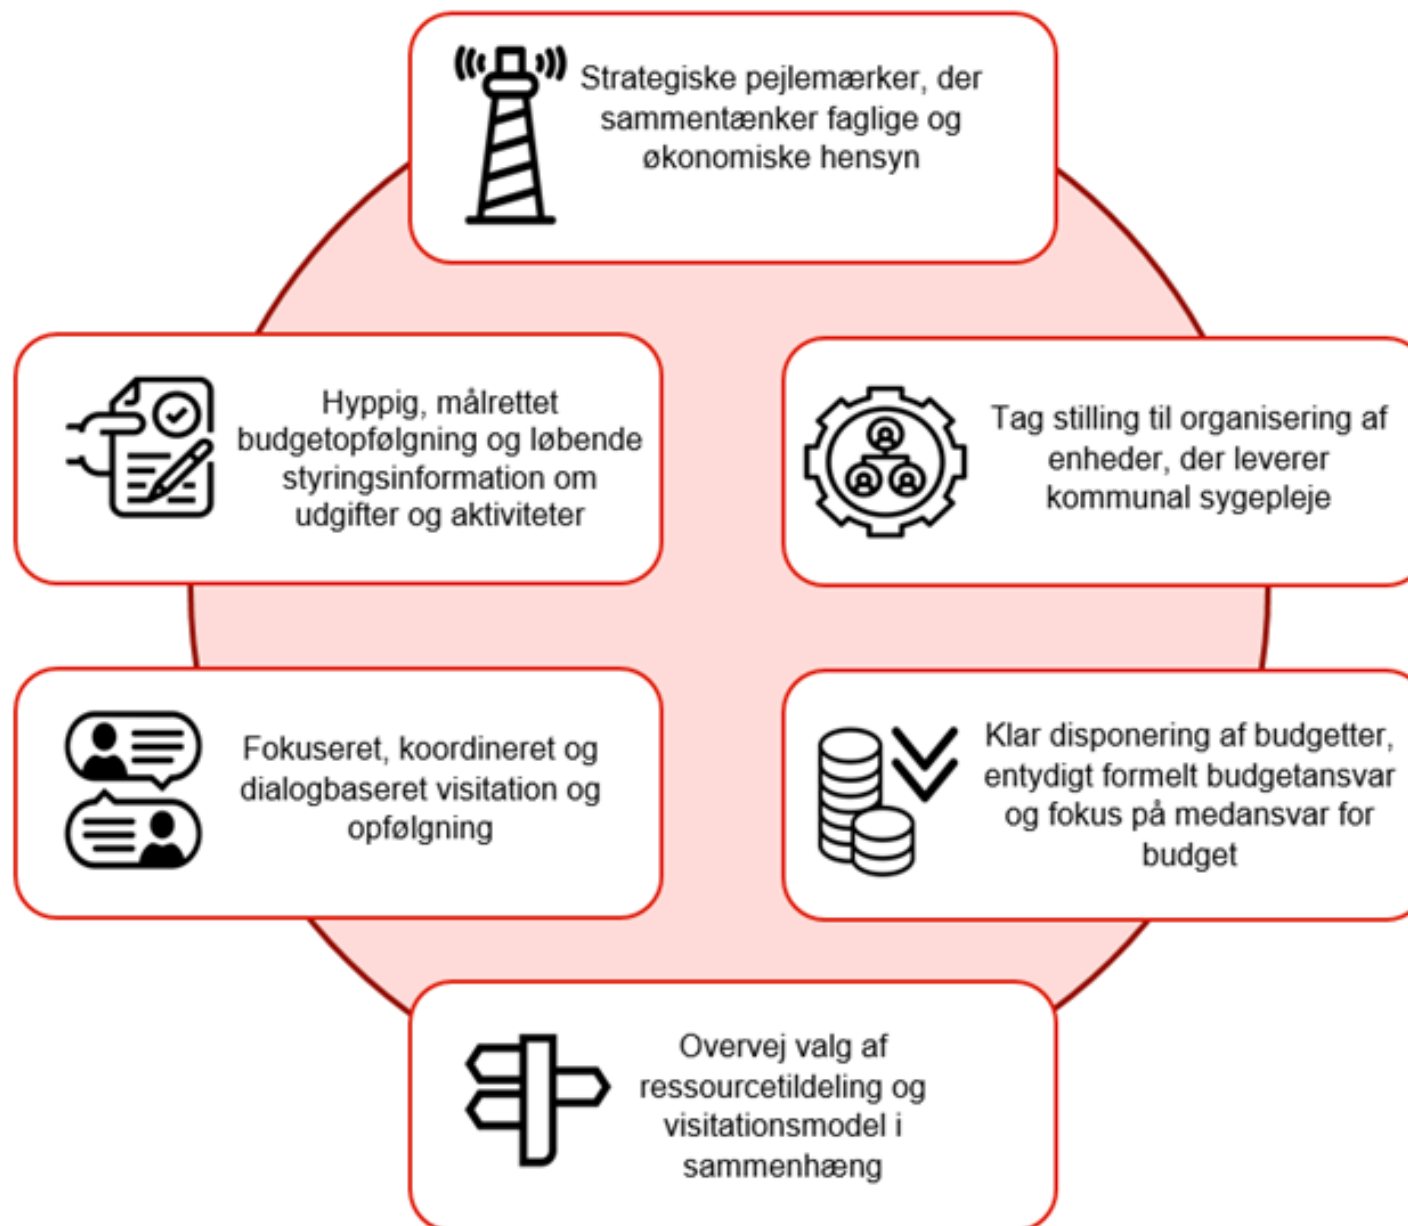 Strategiske pejlemærker, der
sammentænker faglige og
økonomiske hensyn
Hyppig, målrettet
budgetopfølgning og løbende
styringsinformation om
udgifter og aktiviteter
Tag stilling til organisering af
enheder, der leverer
kommunal sygepleje
Fokuseret, koordineret og
dialogbaseret visitation og
opfølgning
Klar disponering af budgetter,
entydigt formelt budgetansvar
og fokus på medansvar for
budget
Overvej valg af
ressourcetildeling og
visitationsmodel i
sammenhæng